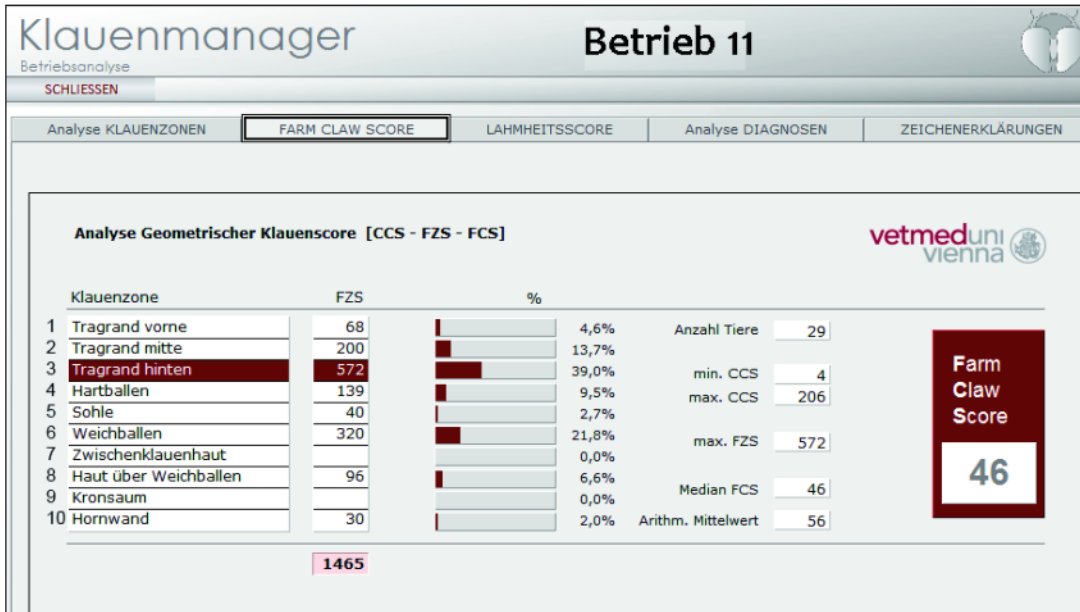 Klauenmanager
Betriebsanalyse
Betrieb 11
SCHLIESSEN
Analyse KLAUENZONEN FARM CLAW SCORE LAHMHEITSSCORE Analyse DIAGNOSEN ZEICHENERKLÄRUNGEN
Analyse Geometrischer Klauenscore [CCS - FZS - FCS]
vetmeduni
vienna
Klauenzone FZS %
1 Tragrand vorne 68 4,6%
2 Tragrand mitte 200 13,7%
3 Tragrand hinten 572 39,0%
4 Hartballen 139 9,5%
5 Sohle 40 2,7%
6 Weichballen 320 21,8%
7 Zwischenklauenhaut 0,0%
8 Haut über Weichballen 96 6,6%
9 Kronsaum 0,0%
10 Hornwand 30 2,0%
1465
Anzahl Tiere 29
min. CCS 4
max. CCS 206
max. FZS 572
Median FCS 46
Arithm. Mittelwert 56
Farm
Claw
Score
46